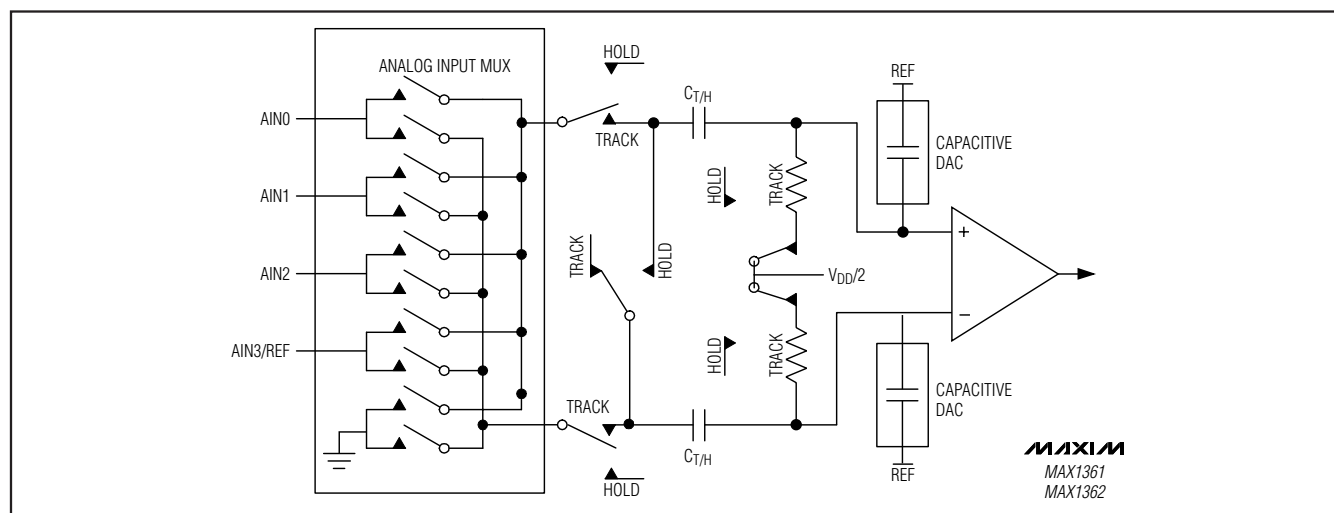 ANALOG INPUT MUX
AIN0
AIN1
AIN2
AIN3/REF
HOLD
TRACK
CT/H
HOLD
TRACK
TRACK
HOLD
VDD/2
HOLD
TRACK
TRACK
HOLD
CT/H
REF
CAPACITIVE
DAC
+
–
CAPACITIVE
DAC
REF
MAXIM
MAX1361
MAX1362